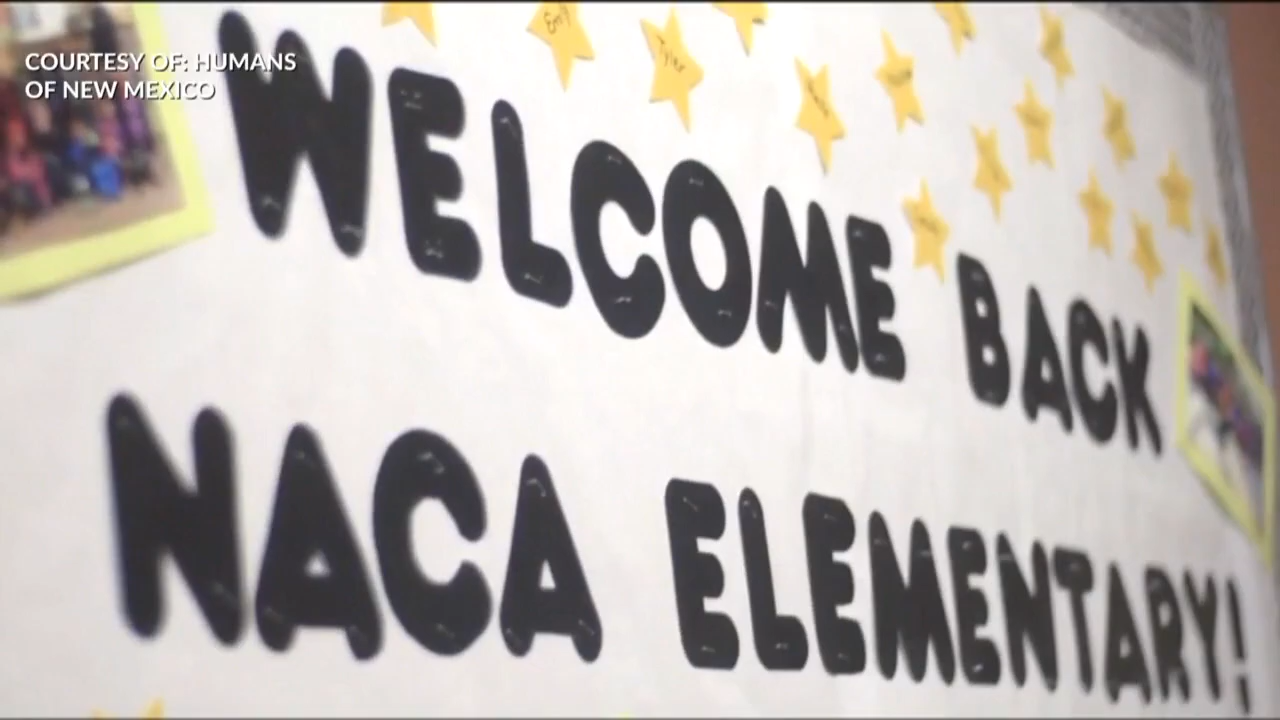 COURTESY OF: HUMANS
OF NEW MEXICO
Tyler
WELCOME BACK
NACA ELEMENTARY!